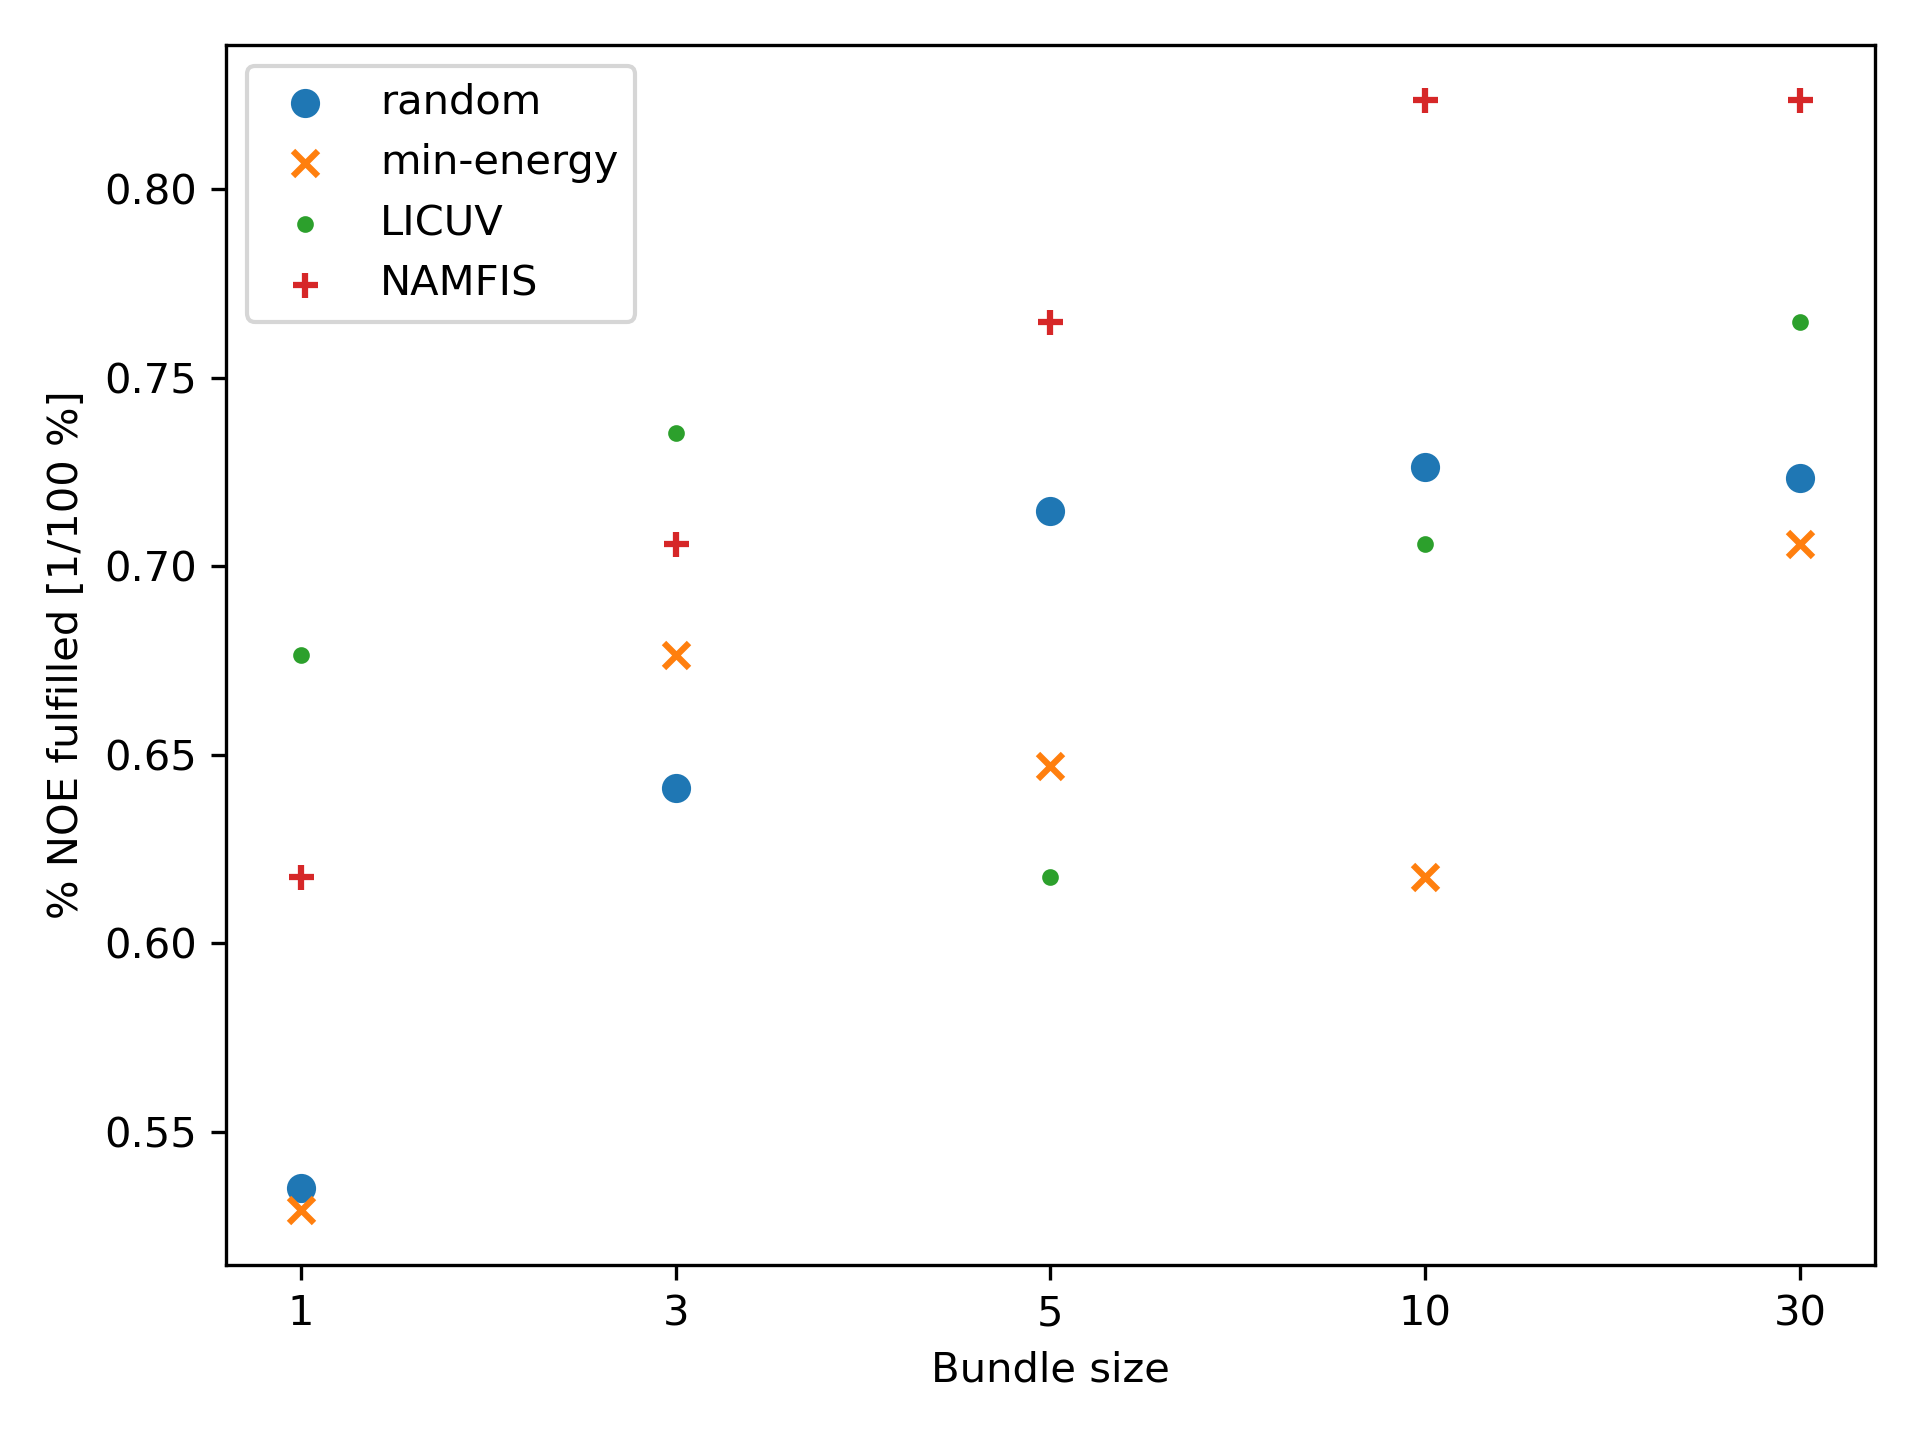 random
min-energy
LICUV
NAMFIS
% NOE fulfilled [1/100 %]
0.80
0.75
0.70
0.65
0.60
0.55
1 3 5 10 30
Bundle size